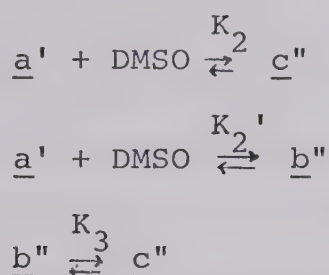 K2
a' + DMSO ⇌ c"
K2'
a' + DMSO ⇌ b"
K3
b" ⇌ c"